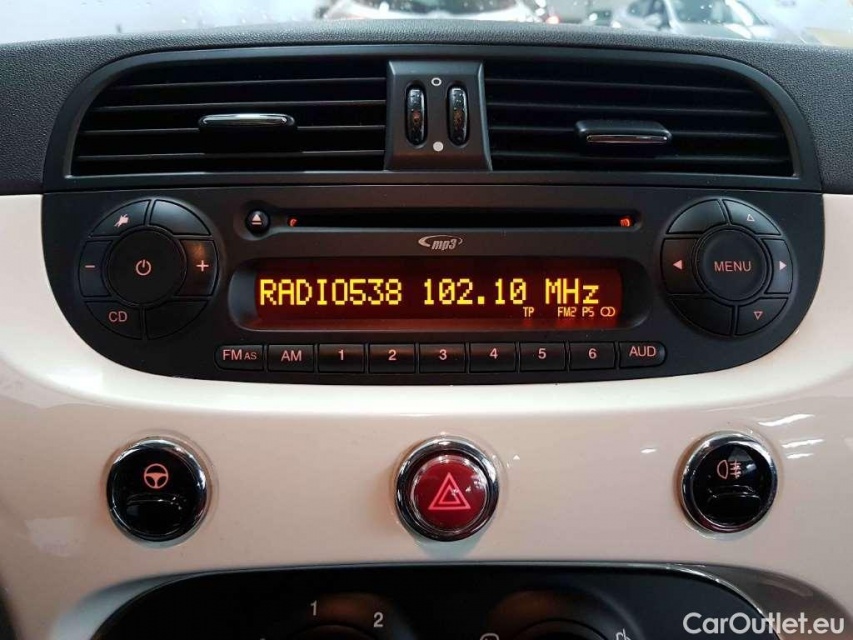 mp3
− + MENU
RADIO538 102.10 MHz
TP FM2 P5
CD
FM AS AM 1 2 3 4 5 6 AUD
1 2
CarOutlet.eu